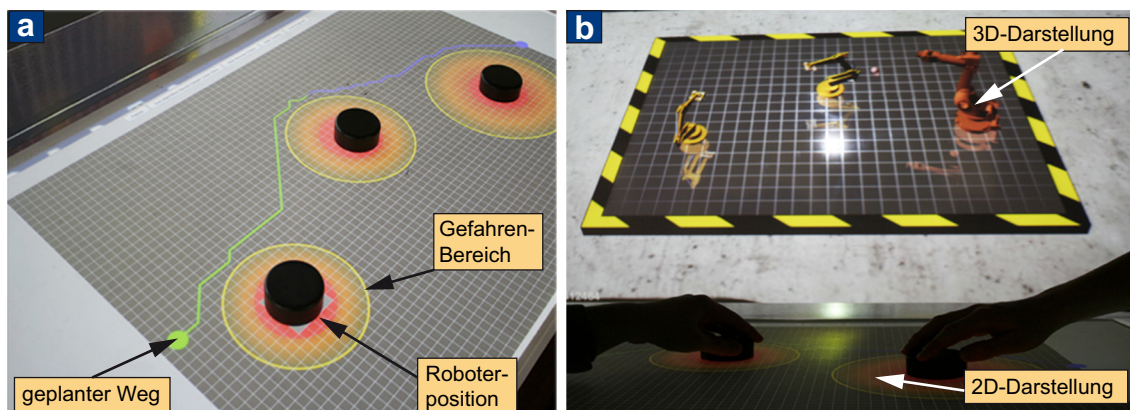 a
Gefahren-
Bereich
geplanter Weg
Roboter-
position
b
3D-Darstellung
2D-Darstellung